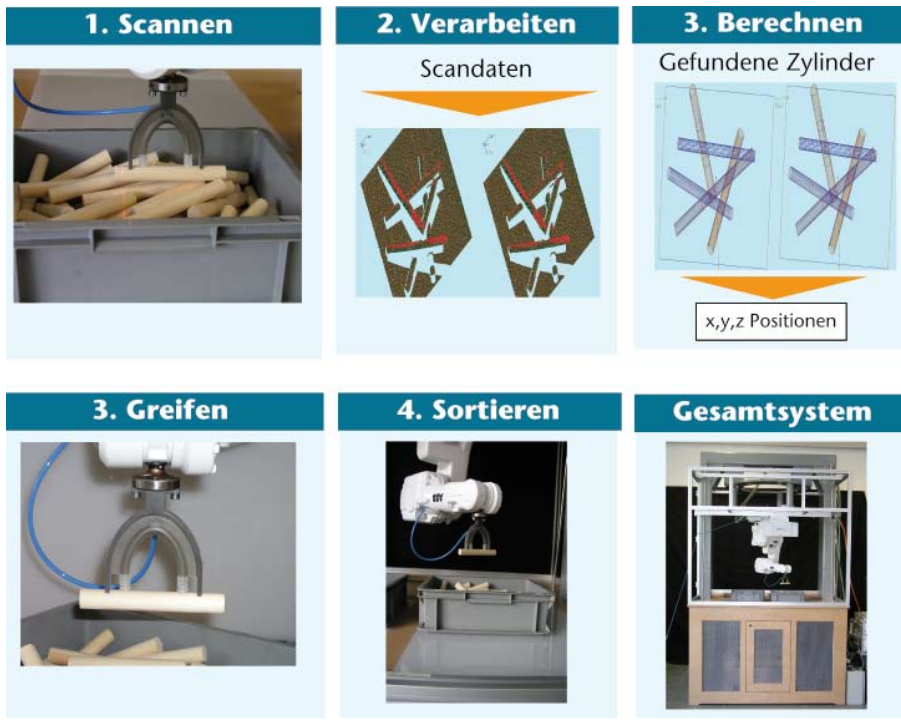 1. Scannen
2. Verarbeiten
3. Berechnen
Scandaten
Gefundene Zylinder
x,y,z Positionen
3. Greifen
4. Sortieren
Gesamtsystem